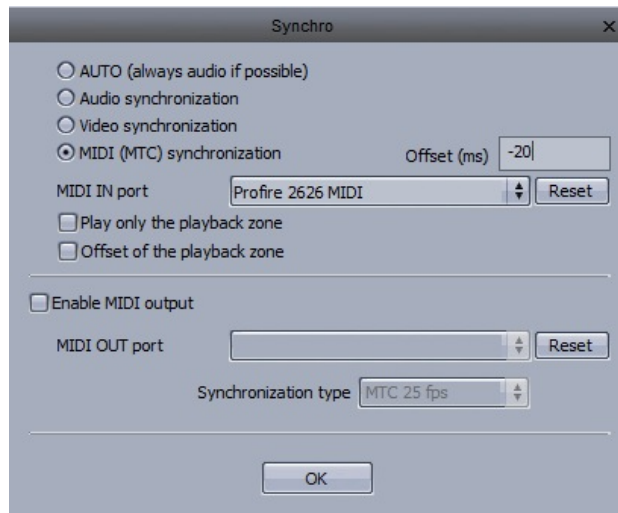 Synchro
AUTO (always audio if possible)
Audio synchronization
Video synchronization
MIDI (MTC) synchronization Offset (ms) -20
MIDI IN port Profire 2626 MIDI Reset
Play only the playback zone
Offset of the playback zone
Enable MIDI output
MIDI OUT port Reset
Synchronization type MTC 25 fps
OK